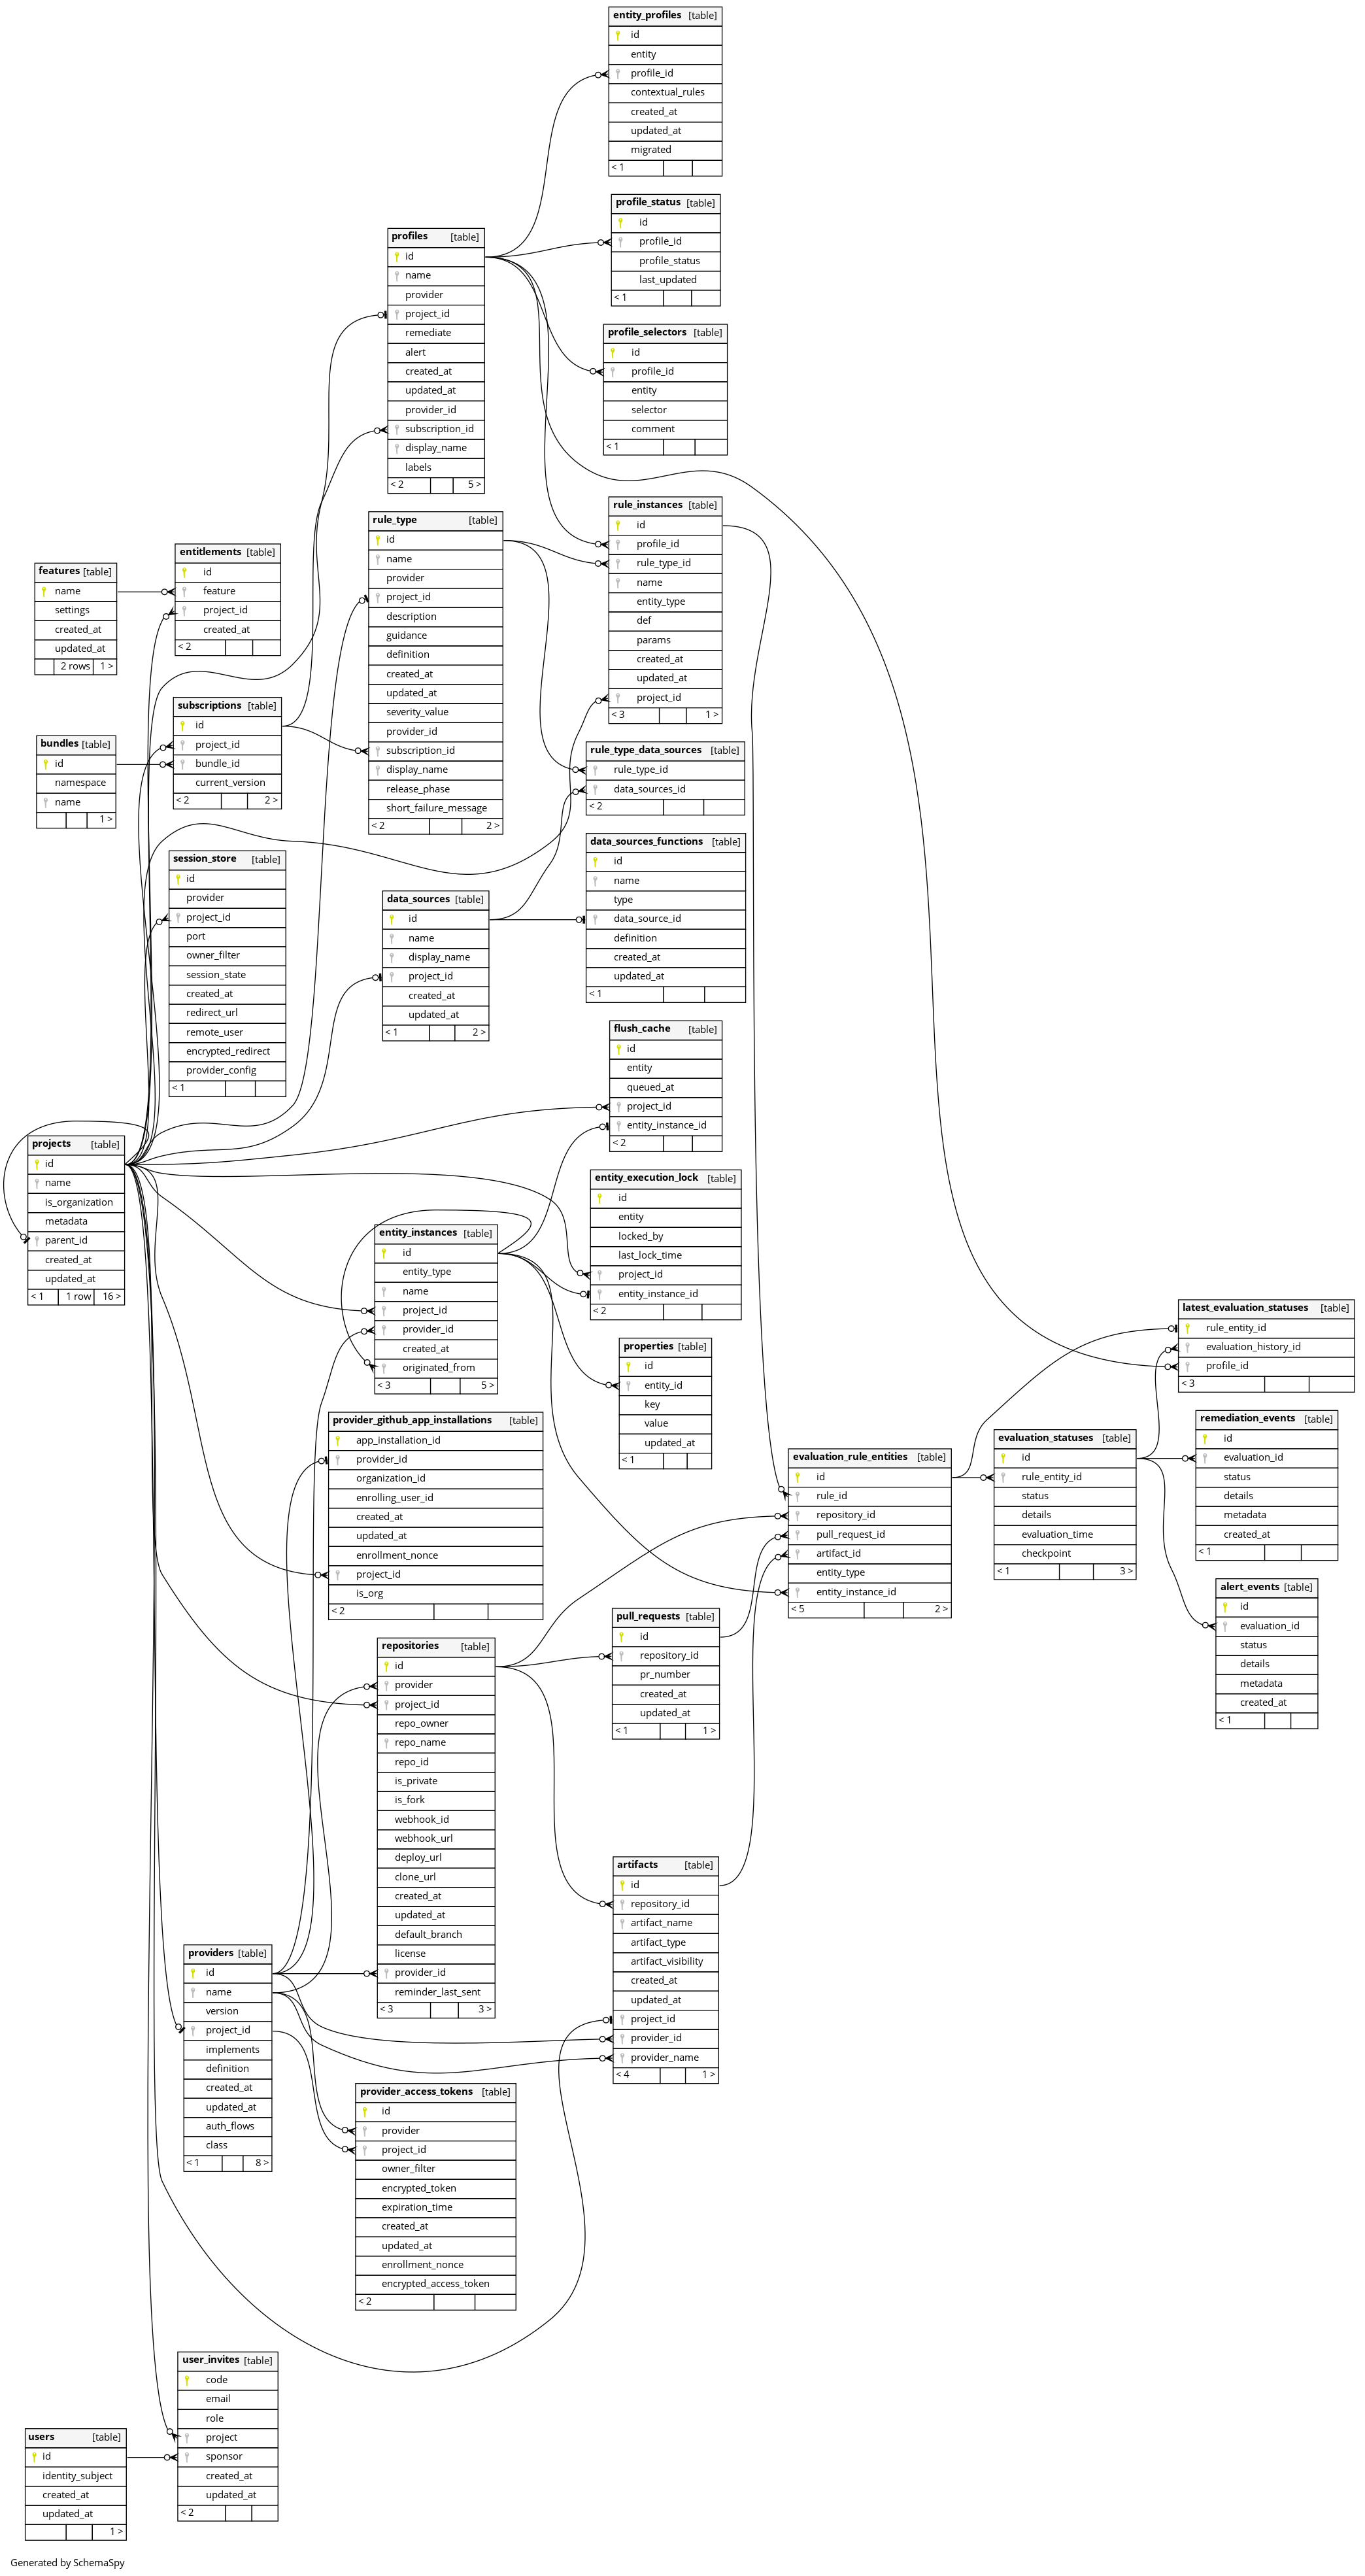 entity_profiles [table]
id
entity
profile_id
contextual_rules
created_at
updated_at
migrated
< 1
profile_status [table]
id
profile_id
profile_status
last_updated
< 1
profiles [table]
id
name
provider
project_id
remediate
alert
created_at
updated_at
provider_id
subscription_id
display_name
labels
< 2 5 >
profile_selectors [table]
id
profile_id
entity
selector
comment
< 1
rule_instances [table]
id
profile_id
rule_type_id
name
entity_type
def
params
created_at
updated_at
project_id
< 3 1 >
rule_type [table]
id
name
provider
project_id
description
guidance
definition
created_at
updated_at
severity_value
provider_id
subscription_id
display_name
release_phase
short_failure_message
< 2 2 >
entitlements [table]
id
feature
project_id
created_at
< 2
features [table]
name
settings
created_at
updated_at
2 rows 1 >
subscriptions [table]
id
project_id
bundle_id
current_version
< 2 2 >
bundles [table]
id
namespace
name
1 >
rule_type_data_sources [table]
rule_type_id
data_sources_id
< 2
data_sources_functions [table]
id
name
type
data_source_id
definition
created_at
updated_at
< 1
session_store [table]
id
provider
project_id
port
owner_filter
session_state
created_at
redirect_url
remote_user
encrypted_redirect
provider_config
< 1
data_sources [table]
id
name
display_name
project_id
created_at
updated_at
< 1 2 >
flush_cache [table]
id
entity
queued_at
project_id
entity_instance_id
< 2
projects [table]
id
name
is_organization
metadata
parent_id
created_at
updated_at
< 1 1 row 16 >
entity_execution_lock [table]
id
entity
locked_by
last_lock_time
project_id
entity_instance_id
< 2
entity_instances [table]
id
entity_type
name
project_id
provider_id
created_at
originated_from
< 3 5 >
latest_evaluation_statuses [table]
rule_entity_id
evaluation_history_id
profile_id
< 3
properties [table]
id
entity_id
key
value
updated_at
< 1
provider_github_app_installations [table]
app_installation_id
provider_id
organization_id
enrolling_user_id
created_at
updated_at
enrollment_nonce
project_id
is_org
< 2
remediation_events [table]
id
evaluation_id
status
details
metadata
created_at
< 1
evaluation_statuses [table]
id
rule_entity_id
status
details
evaluation_time
checkpoint
< 1 3 >
evaluation_rule_entities [table]
id
rule_id
repository_id
pull_request_id
artifact_id
entity_type
entity_instance_id
< 5 2 >
alert_events [table]
id
evaluation_id
status
details
metadata
created_at
< 1
pull_requests [table]
id
repository_id
pr_number
created_at
updated_at
< 1 1 >
repositories [table]
id
provider
project_id
repo_owner
repo_name
repo_id
is_private
is_fork
webhook_id
webhook_url
deploy_url
clone_url
created_at
updated_at
default_branch
license
provider_id
reminder_last_sent
< 3 3 >
artifacts [table]
id
repository_id
artifact_name
artifact_type
artifact_visibility
created_at
updated_at
project_id
provider_id
provider_name
< 4 1 >
providers [table]
id
name
version
project_id
implements
definition
created_at
updated_at
auth_flows
class
< 1 8 >
provider_access_tokens [table]
id
provider
project_id
owner_filter
encrypted_token
expiration_time
created_at
updated_at
enrollment_nonce
encrypted_access_token
< 2
user_invites [table]
code
email
role
project
sponsor
created_at
updated_at
< 2
users [table]
id
identity_subject
created_at
updated_at
1 >
Generated by SchemaSpy